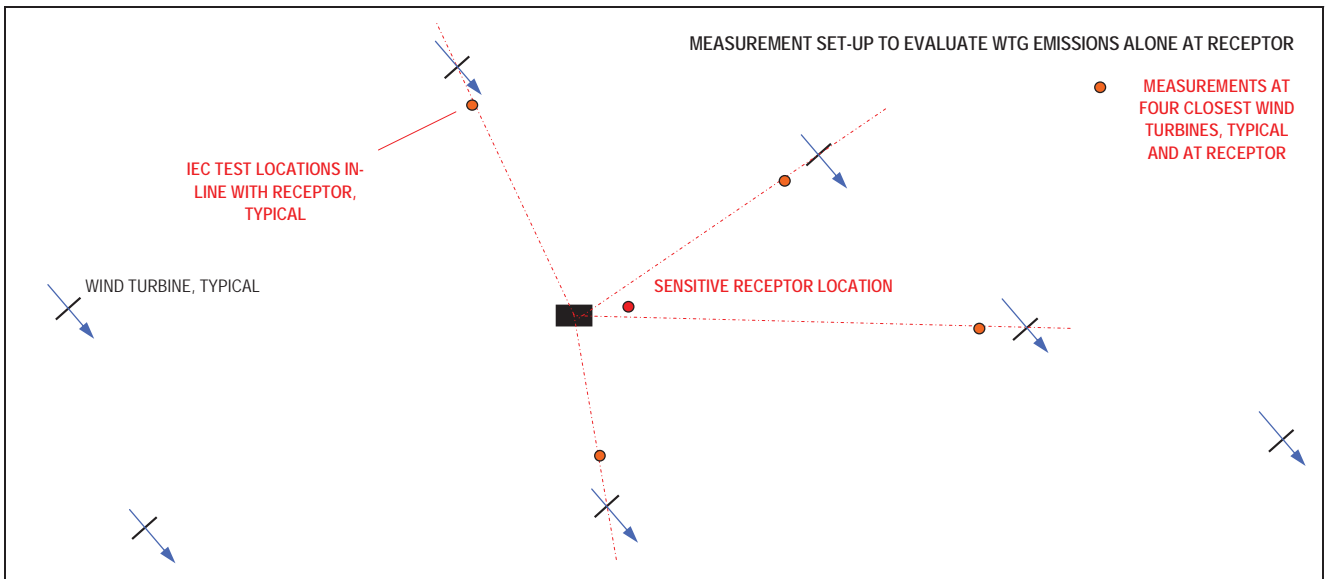 MEASUREMENT SET-UP TO EVALUATE WTG EMISSIONS ALONE AT RECEPTOR
MEASUREMENTS AT
FOUR CLOSEST WIND
TURBINES, TYPICAL
AND AT RECEPTOR
IEC TEST LOCATIONS IN-
LINE WITH RECEPTOR,
TYPICAL
WIND TURBINE, TYPICAL
SENSITIVE RECEPTOR LOCATION